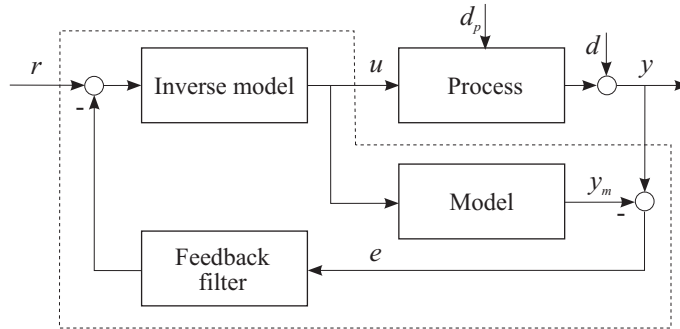 d_p
r
u
d
y
Inverse model
Process
-
Model
y_m
-
Feedback
filter
e